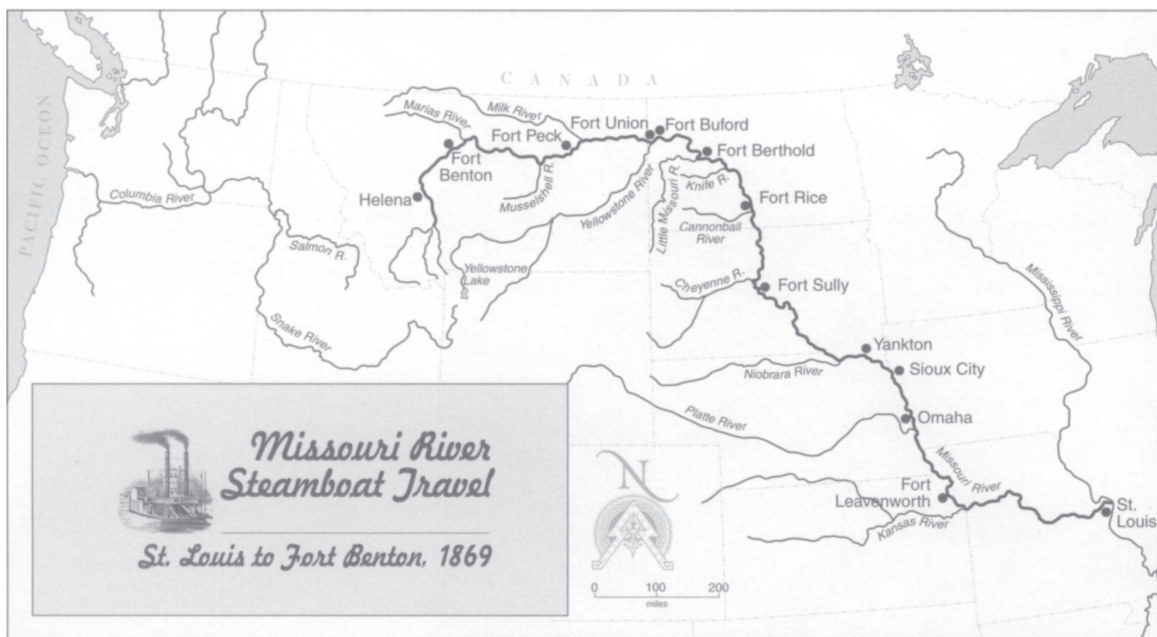 CANADA
PACIFIC OCEAN
Marias River
Milk River
Fort Union
Fort Buford
Fort Peck
Fort Berthold
Fort
Benton
Knife R.
Little Missouri R.
Musselshell R.
Yellowstone River
Helena
Fort Rice
Columbia River
Cannonball
River
Salmon R.
Yellowstone
Lake
Cheyenne R.
Fort Sully
Mississippi River
Snake River
Yankton
Niobrara River
Sioux City
Platte River
Omaha
Missouri River
Steamboat Travel
St. Louis to Fort Benton, 1869
N
Missouri River
Fort
Leavenworth
Kansas River
St.
Louis
0 100 200
miles